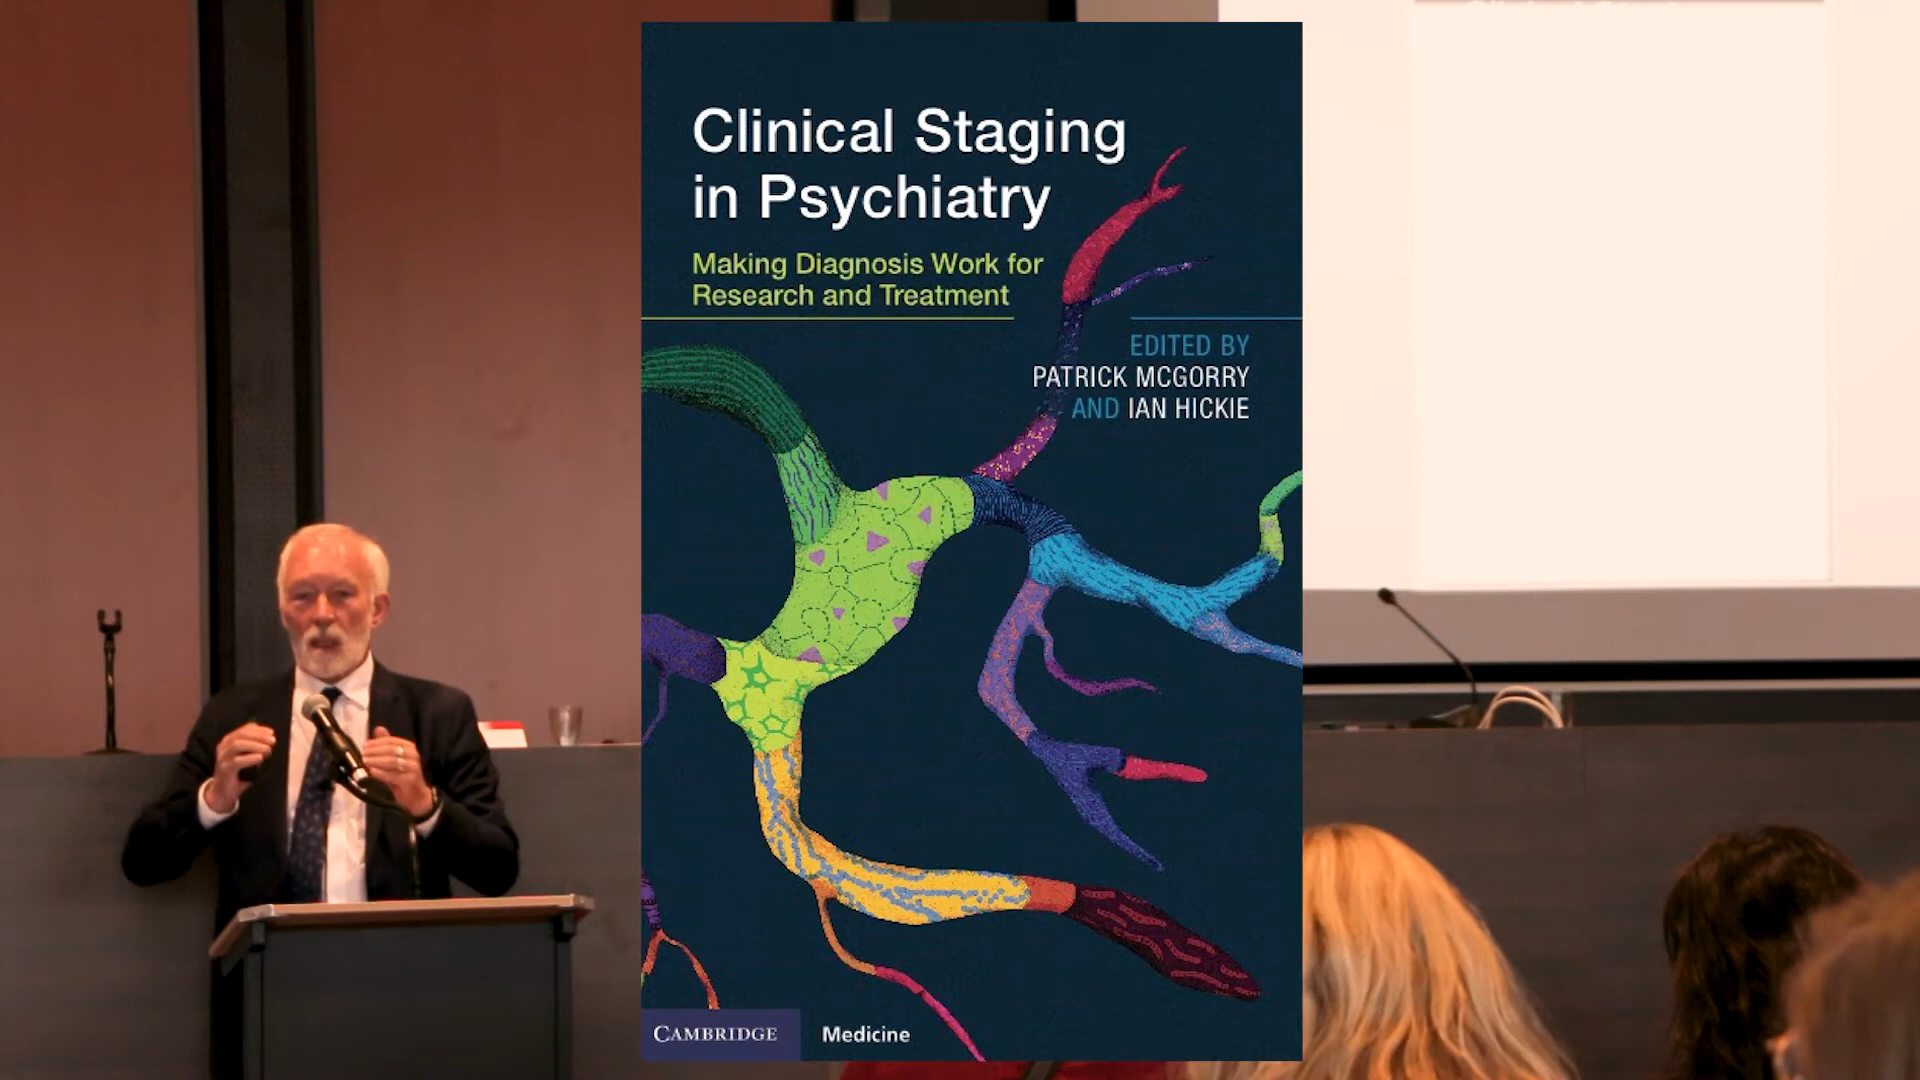 Clinical Staging
in Psychiatry
Making Diagnosis Work for
Research and Treatment
EDITED BY
PATRICK MCGORRY
AND IAN HICKIE
CAMBRIDGE
Medicine